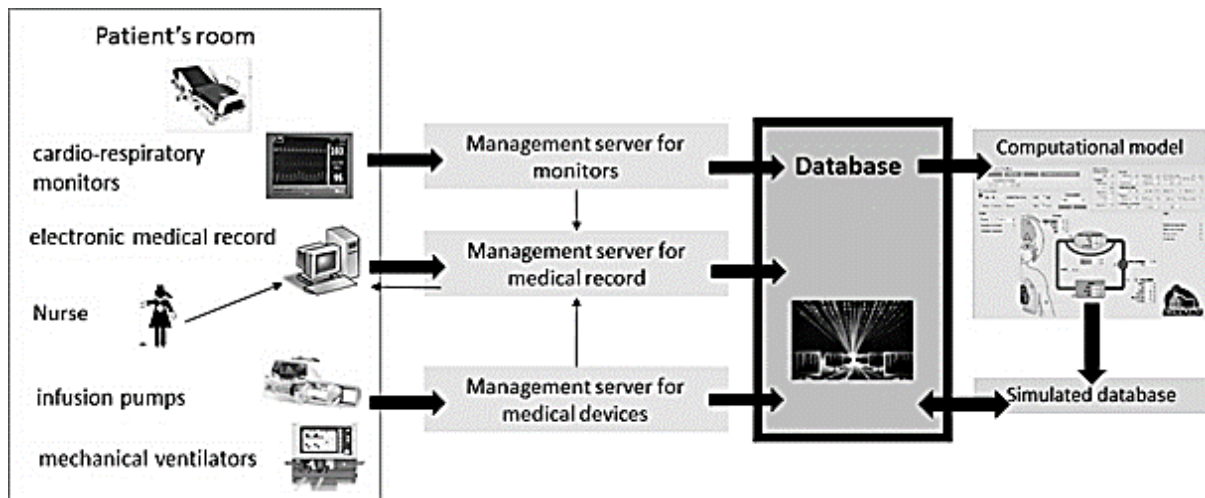 Patient's room
cardio-respiratory
monitors
electronic medical record
Nurse
infusion pumps
mechanical ventilators
Management server for
monitors
Management server for
medical record
Management server for
medical devices
Database
Computational model
Simulated database